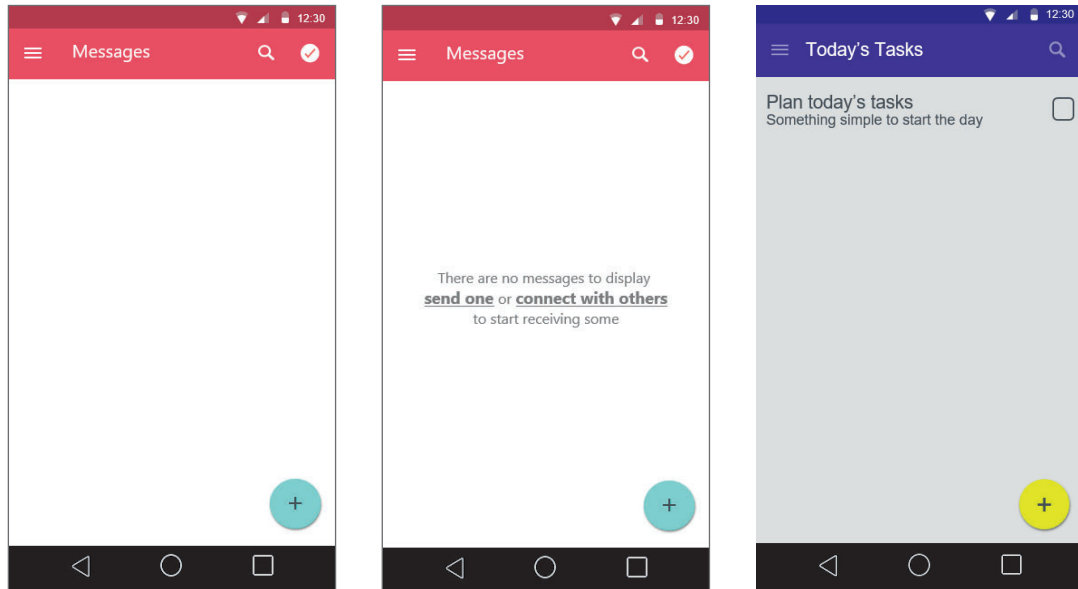 12:30
Messages
12:30
Messages
There are no messages to display
send one or connect with others
to start receiving some
12:30
Today’s Tasks
Plan today’s tasks
Something simple to start the day